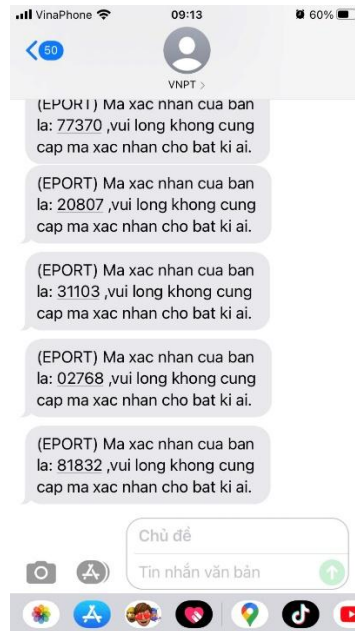 VinaPhone
09:13
60%
50
VNPT >
(EPORT) Ma xac nhan cua ban
la: 77370 ,vui long khong cung
cap ma xac nhan cho bat ki ai.
(EPORT) Ma xac nhan cua ban
la: 20807 ,vui long khong cung
cap ma xac nhan cho bat ki ai.
(EPORT) Ma xac nhan cua ban
la: 31103 ,vui long khong cung
cap ma xac nhan cho bat ki ai.
(EPORT) Ma xac nhan cua ban
la: 02768 ,vui long khong cung
cap ma xac nhan cho bat ki ai.
(EPORT) Ma xac nhan cua ban
la: 81832 ,vui long khong cung
cap ma xac nhan cho bat ki ai.
Chủ đề
Tin nhắn văn bản